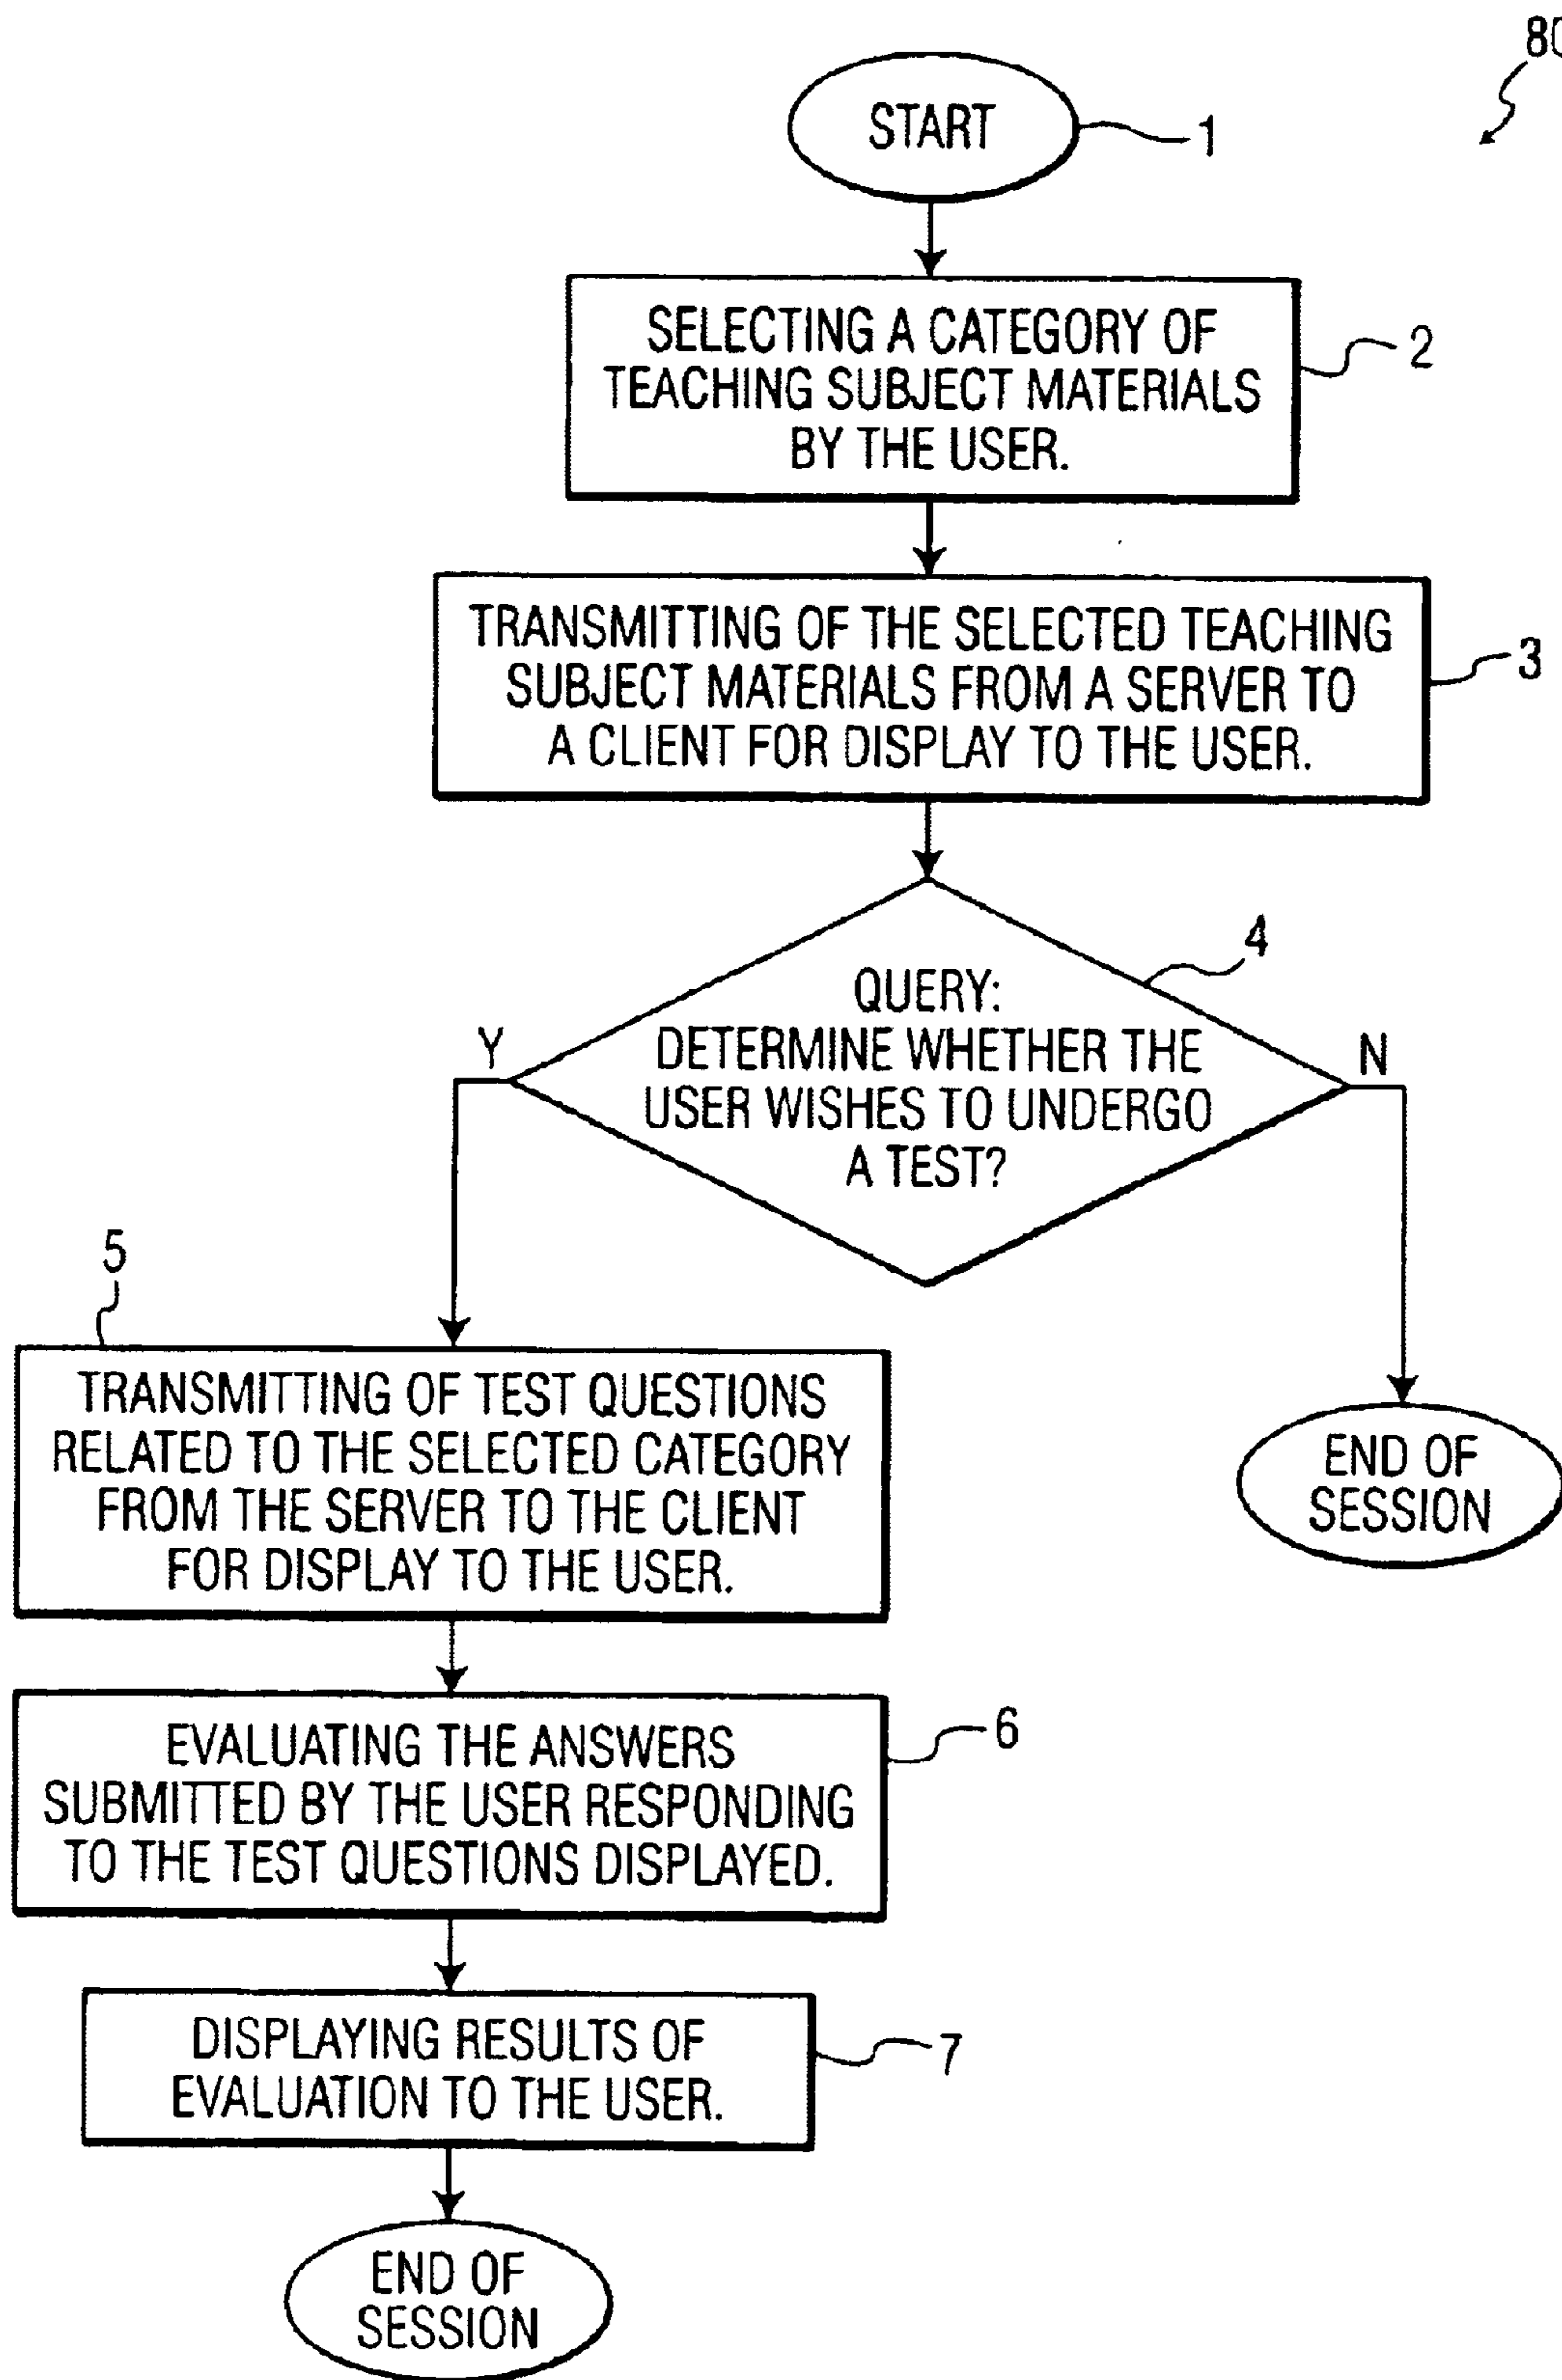 80
START
1
SELECTING A CATEGORY OF
TEACHING SUBJECT MATERIALS
BY THE USER.
2
TRANSMITTING OF THE SELECTED TEACHING
SUBJECT MATERIALS FROM A SERVER TO
A CLIENT FOR DISPLAY TO THE USER.
3
4
QUERY:
DETERMINE WHETHER THE
USER WISHES TO UNDERGO
A TEST?
Y
N
5
TRANSMITTING OF TEST QUESTIONS
RELATED TO THE SELECTED CATEGORY
FROM THE SERVER TO THE CLIENT
FOR DISPLAY TO THE USER.
END OF
SESSION
EVALUATING THE ANSWERS
SUBMITTED BY THE USER RESPONDING
TO THE TEST QUESTIONS DISPLAYED.
6
DISPLAYING RESULTS OF
EVALUATION TO THE USER.
7
END OF
SESSION